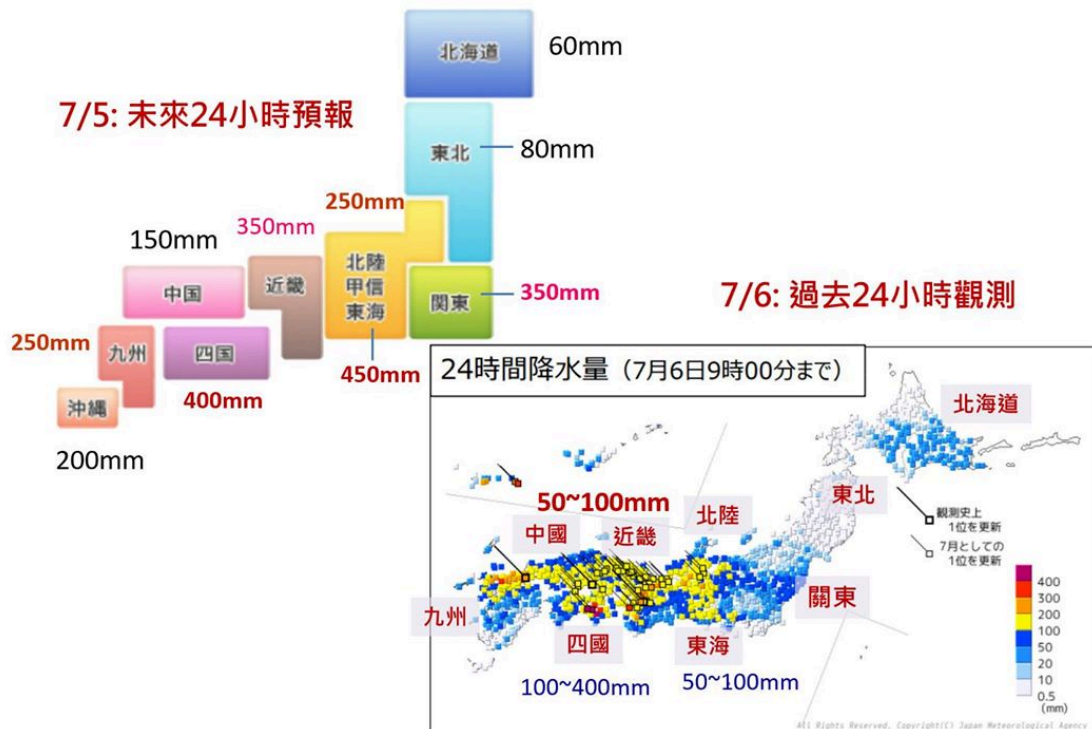 北海道
60mm
7/5: 未來24小時預報
東北
80mm
250mm
350mm
150mm
北陸
甲信
東海
近畿
中国
関東
350mm
7/6: 過去24小時觀測
250mm
九州
四国
450mm
400mm
沖縄
200mm
24時間降水量（7月6日9時00分まで）
北海道
東北
50~100mm
北陸
中國
近畿
観測史上
1位を更新
7月としての
1位を更新
九州
關東
四國
東海
100~400mm
50~100mm
400
300
200
100
50
20
10
0.5
(mm)
All Rights Reserved. Copyright(C) Japan Meteorological Agency